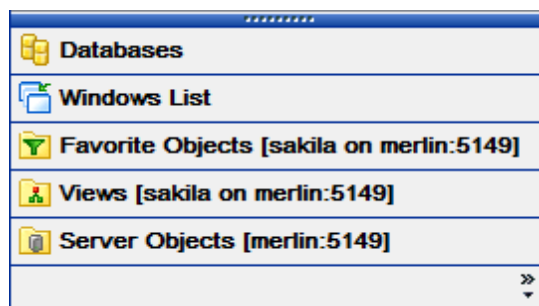 Databases
Windows List
Favorite Objects [sakila on merlin:5149]
Views [sakila on merlin:5149]
Server Objects [merlin:5149]